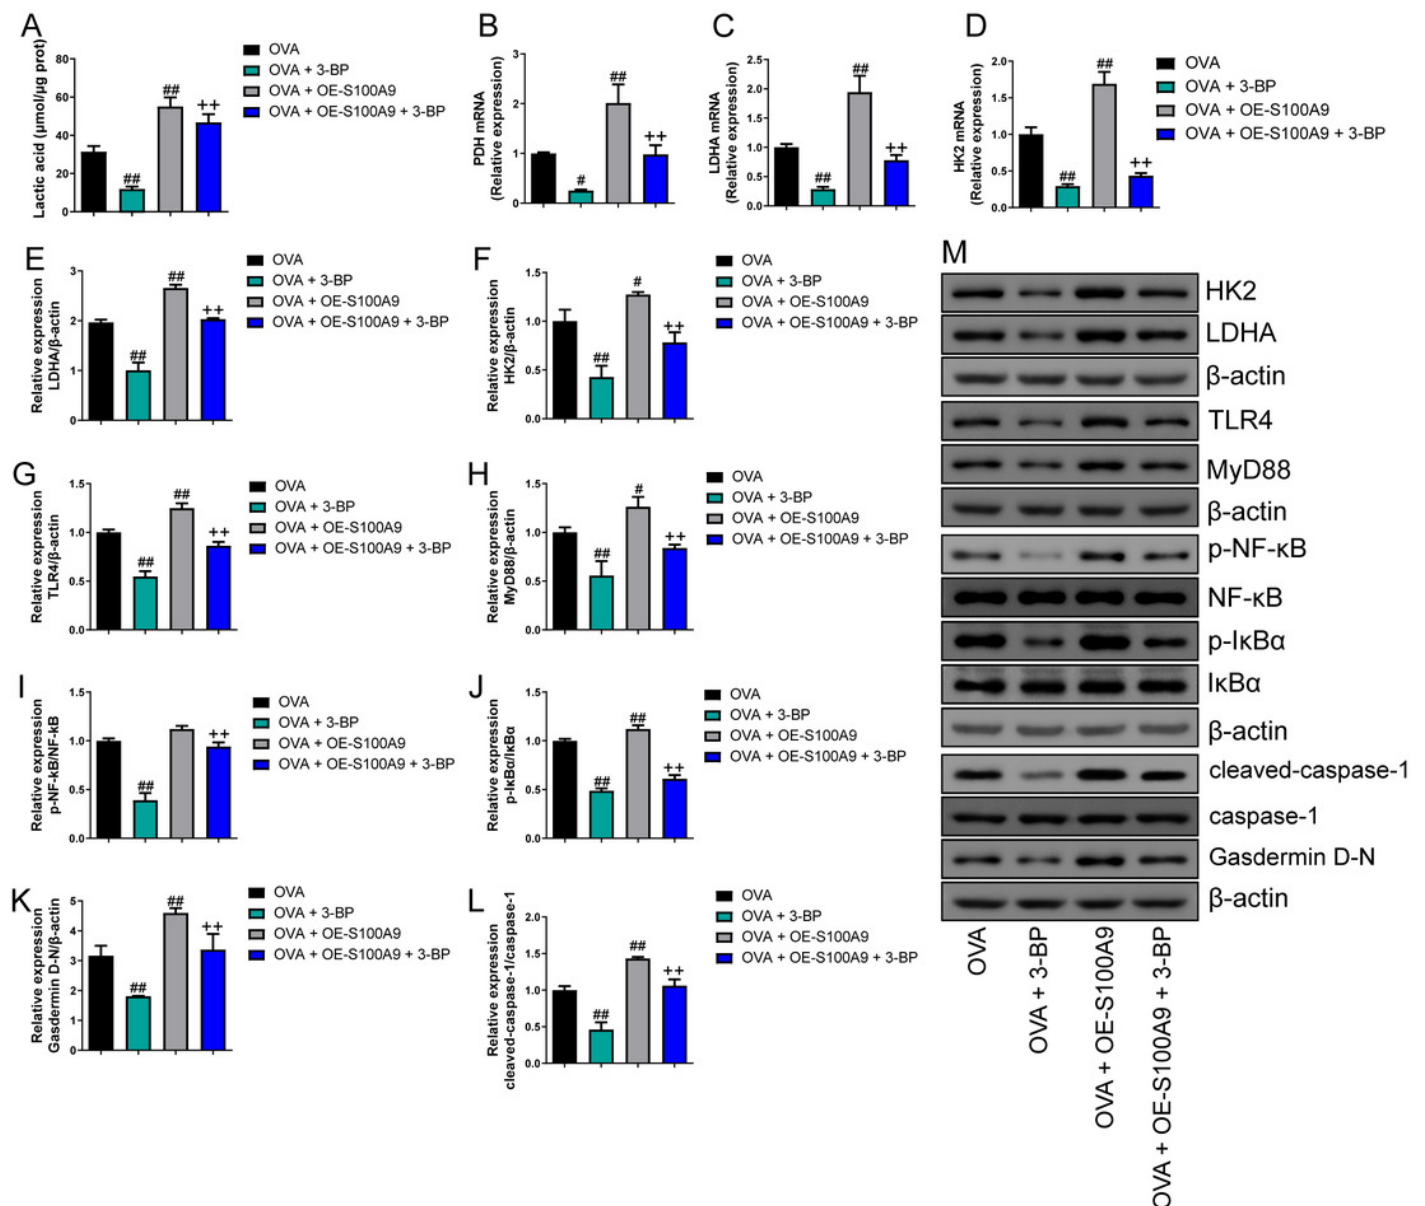 A
Lactic acid (μmol/μg prot)
80
60
40
20
0
##
##
++
OVA
OVA + 3-BP
OVA + OE-S100A9
OVA + OE-S100A9 + 3-BP
B
PDH mRNA
(Relative expression)
3
2
1
0
#
##
++
C
LDHA mRNA
(Relative expression)
2.5
2.0
1.5
1.0
0.5
0.0
##
##
++
D
HK2 mRNA
(Relative expression)
2.0
1.5
1.0
0.5
0.0
##
##
++
OVA
OVA + 3-BP
OVA + OE-S100A9
OVA + OE-S100A9 + 3-BP
E
Relative expression
LDHA/β-actin
3
2
1
0
##
##
++
OVA
OVA + 3-BP
OVA + OE-S100A9
OVA + OE-S100A9 + 3-BP
F
Relative expression
HK2/β-actin
1.5
1.0
0.5
0.0
##
#
++
OVA
OVA + 3-BP
OVA + OE-S100A9
OVA + OE-S100A9 + 3-BP
G
Relative expression
TLR4/β-actin
1.5
1.0
0.5
0.0
##
##
++
OVA
OVA + 3-BP
OVA + OE-S100A9
OVA + OE-S100A9 + 3-BP
H
Relative expression
MyD88/β-actin
1.5
1.0
0.5
0.0
##
#
++
OVA
OVA + 3-BP
OVA + OE-S100A9
OVA + OE-S100A9 + 3-BP
I
Relative expression
p-NF-kB/NF-kB
1.5
1.0
0.5
0.0
##
++
OVA
OVA + 3-BP
OVA + OE-S100A9
OVA + OE-S100A9 + 3-BP
J
Relative expression
p-IκBα/IκBα
1.5
1.0
0.5
0.0
##
##
++
OVA
OVA + 3-BP
OVA + OE-S100A9
OVA + OE-S100A9 + 3-BP
K
Relative expression
Gasdermin D-N/β-actin
5
4
3
2
1
0
##
##
++
OVA
OVA + 3-BP
OVA + OE-S100A9
OVA + OE-S100A9 + 3-BP
L
Relative expression
cleaved-caspase-1/caspase-1
2.0
1.5
1.0
0.5
0.0
##
##
++
OVA
OVA + 3-BP
OVA + OE-S100A9
OVA + OE-S100A9 + 3-BP
M
HK2
LDHA
β-actin
TLR4
MyD88
β-actin
p-NF-κB
NF-κB
p-IκBα
IκBα
β-actin
cleaved-caspase-1
caspase-1
Gasdermin D-N
β-actin
OVA
OVA + 3-BP
OVA + OE-S100A9
OVA + OE-S100A9 + 3-BP